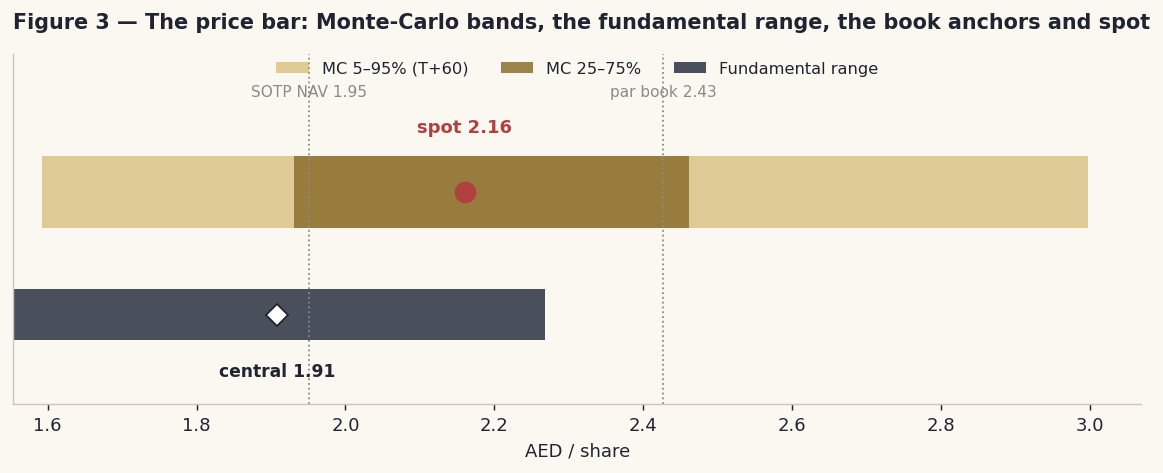 Figure 3 — The price bar: Monte-Carlo bands, the fundamental range, the book anchors and spot
MC 5–95% (T+60) MC 25–75% Fundamental range
SOTP NAV 1.95 par book 2.43
spot 2.16
central 1.91
1.6 1.8 2.0 2.2 2.4 2.6 2.8 3.0
AED / share